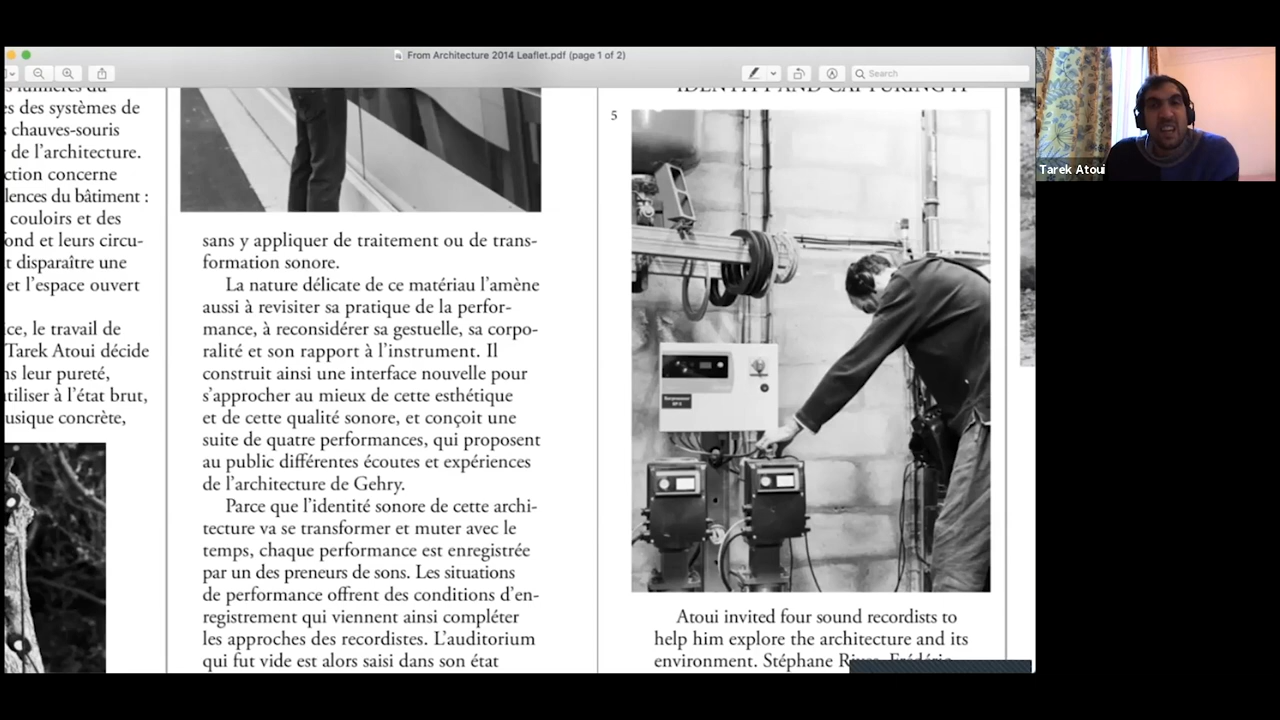 From Architecture 2014 Leaflet.pdf (page 1 of 2)
Search
es des systèmes de
chauves-souris
de l'architecture.
ction concerne
lences du bâtiment :
couloirs et des
fond et leurs circu-
t disparaître une
et l'espace ouvert
ce, le travail de
Tarek Atoui décide
ns leur pureté,
utiliser à l'état brut,
usique concrète,
sans y appliquer de traitement ou de trans-
formation sonore.
La nature délicate de ce matériau l'amène
aussi à revisiter sa pratique de la perfor-
mance, à reconsidérer sa gestuelle, sa corpo-
ralité et son rapport à l'instrument. Il
construit ainsi une interface nouvelle pour
s'approcher au mieux de cette esthétique
et de cette qualité sonore, et conçoit une
suite de quatre performances, qui proposent
au public différentes écoutes et expériences
de l'architecture de Gehry.
Parce que l'identité sonore de cette archi-
tecture va se transformer et muter avec le
temps, chaque performance est enregistrée
par un des preneurs de sons. Les situations
de performance offrent des conditions d'en-
registrement qui viennent ainsi compléter
les approches des recordistes. L'auditorium
qui fut vide est alors saisi dans son état
IDENTITY AND CAPTURING IT
5
Atoui invited four sound recordists to
help him explore the architecture and its
environment. Stéphane
Tarek Atoui